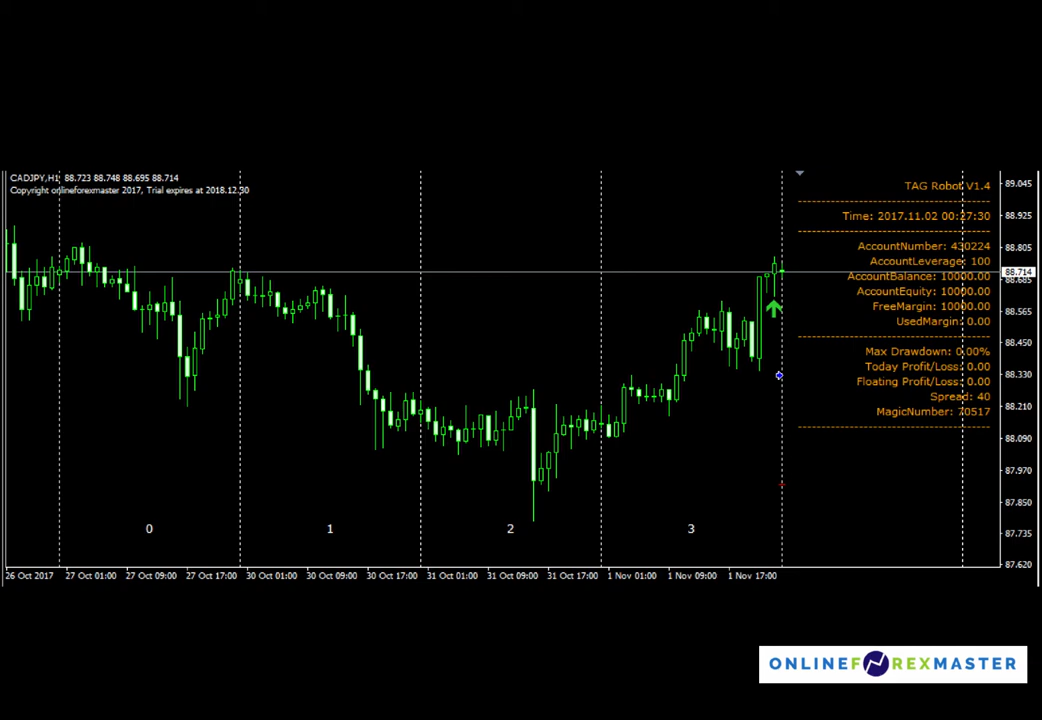 CADJPY,H1 88.723 88.748 88.695 88.714
Copyright onlineforexmaster 2017, Trial expires at 2018.12.30
TAG Robot V1.4
Time: 2017.11.02 00:27:30
AccountNumber: 430224
AccountLeverage: 100
AccountBalance: 10000.00
AccountEquity: 10000.00
FreeMargin: 10000.00
UsedMargin: 0.00
Max Drawdown: 0.00%
Today Profit/Loss: 0.00
Floating Profit/Loss: 0.00
Spread: 40
MagicNumber: 70517
89.045
88.925
88.805
88.714
88.685
88.565
88.450
88.330
88.210
88.090
87.970
87.850
87.735
87.620
0 1 2 3
26 Oct 2017 27 Oct 01:00 27 Oct 09:00 27 Oct 17:00 30 Oct 01:00 30 Oct 09:00 30 Oct 17:00 31 Oct 01:00 31 Oct 09:00 31 Oct 17:00 1 Nov 01:00 1 Nov 09:00 1 Nov 17:00
ONLINEFOREXMASTER